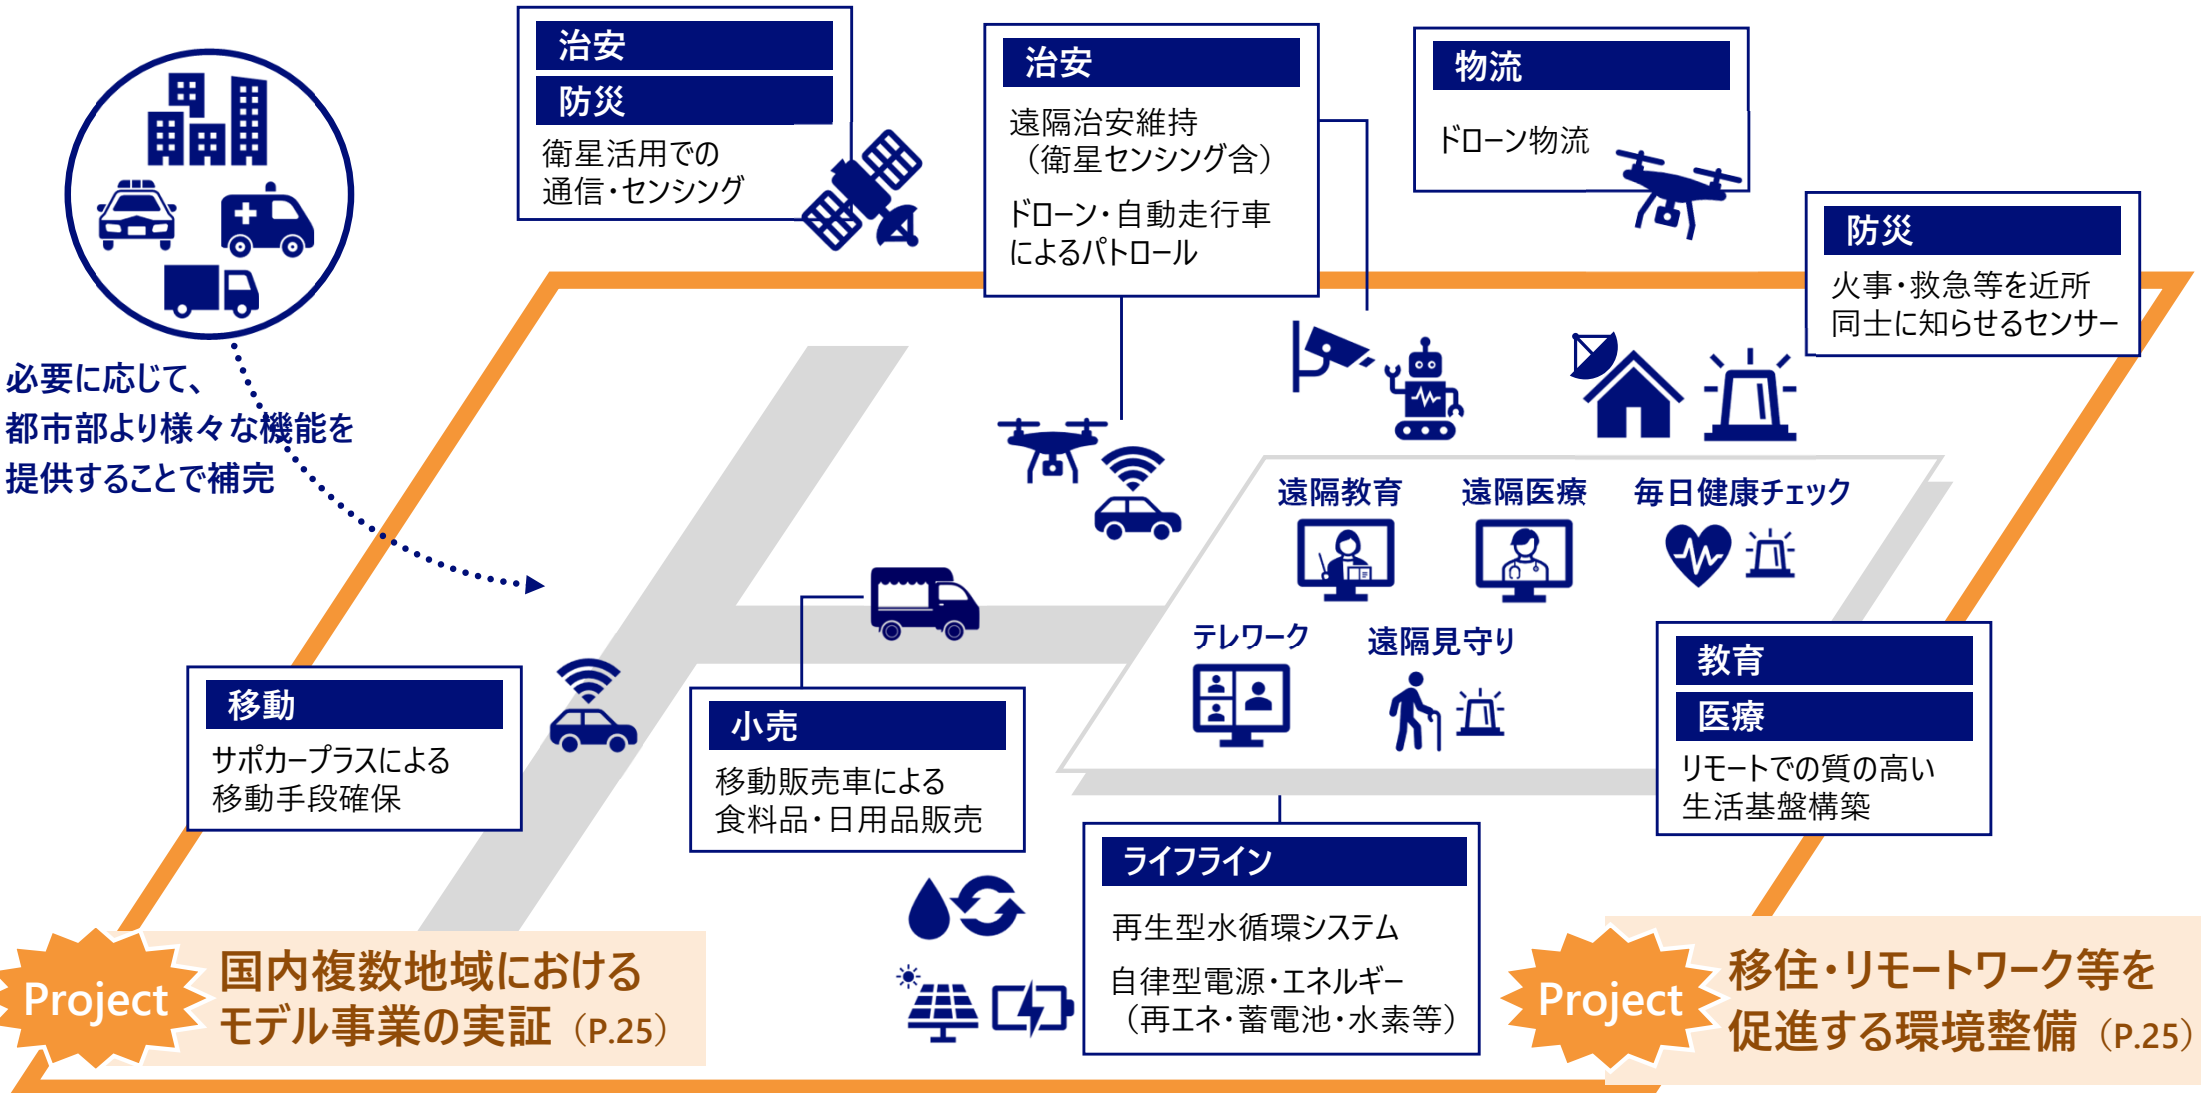 治安
防災
衛星活用での
通信・センシング
治安
遠隔治安維持
（衛星センシング含）
ドローン・自動走行車
によるパトロール
物流
ドローン物流
防災
火事・救急等を近所
同士に知らせるセンサー
必要に応じて、
都市部より様々な機能を
提供することで補完
遠隔教育
遠隔医療
毎日健康チェック
テレワーク
遠隔見守り
移動
サポカープラスによる
移動手段確保
小売
移動販売車による
食料品・日用品販売
教育
医療
リモートでの質の高い
生活基盤構築
ライフライン
再生型水循環システム
自律型電源・エネルギー
（再エネ・蓄電池・水素等）
Project
国内複数地域における
モデル事業の実証（P.25）
Project
移住・リモートワーク等を
促進する環境整備（P.25）